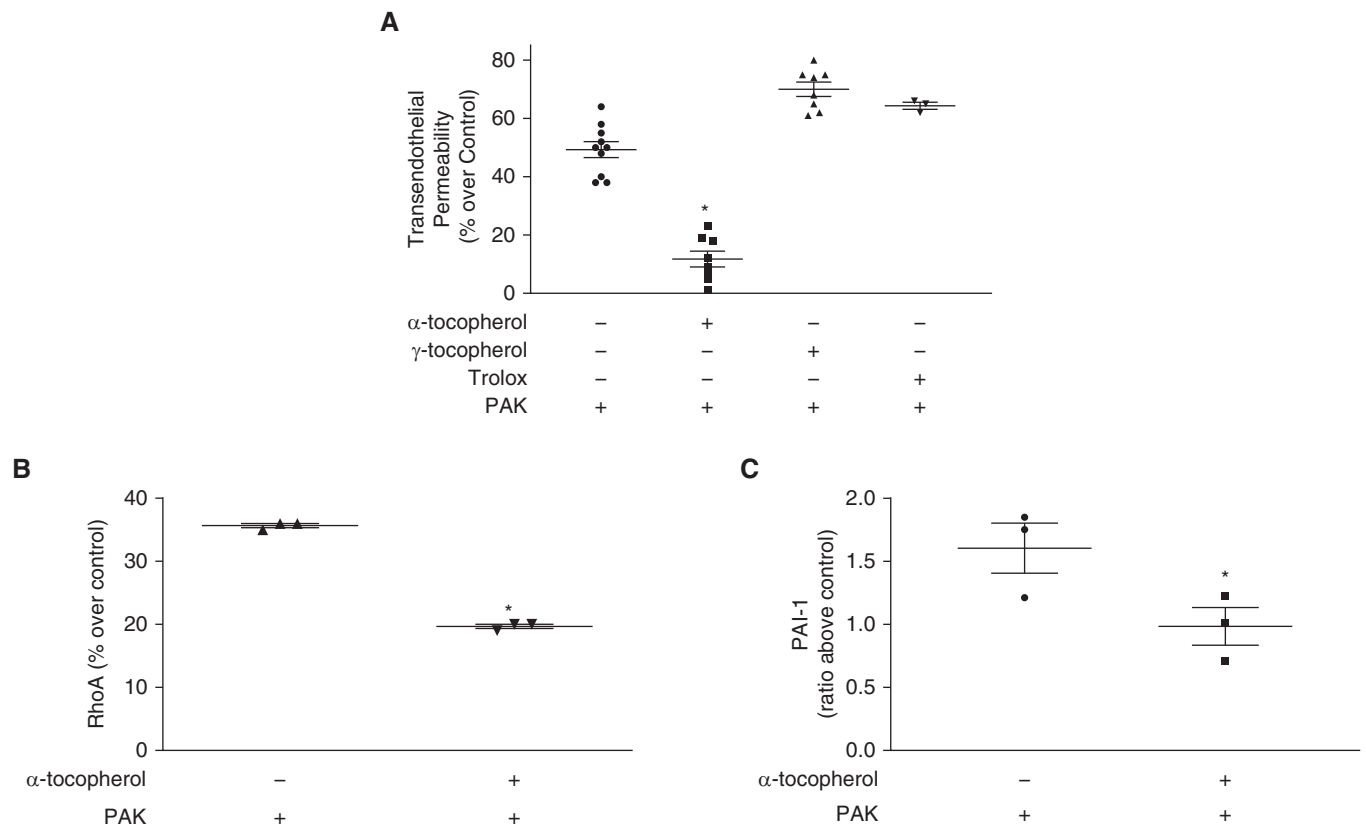 A
Transendothelial
Permeability
(% over Control)
80
60
40
20
0
*
α-tocopherol – + – –
γ-tocopherol – – + –
Trolox – – – +
PAK + + + +
B
RhoA (% over control)
40
30
20
10
0
*
α-tocopherol – +
PAK + +
C
PAI-1
(ratio above control)
2.0
1.5
1.0
0.5
0.0
*
α-tocopherol – +
PAK + +